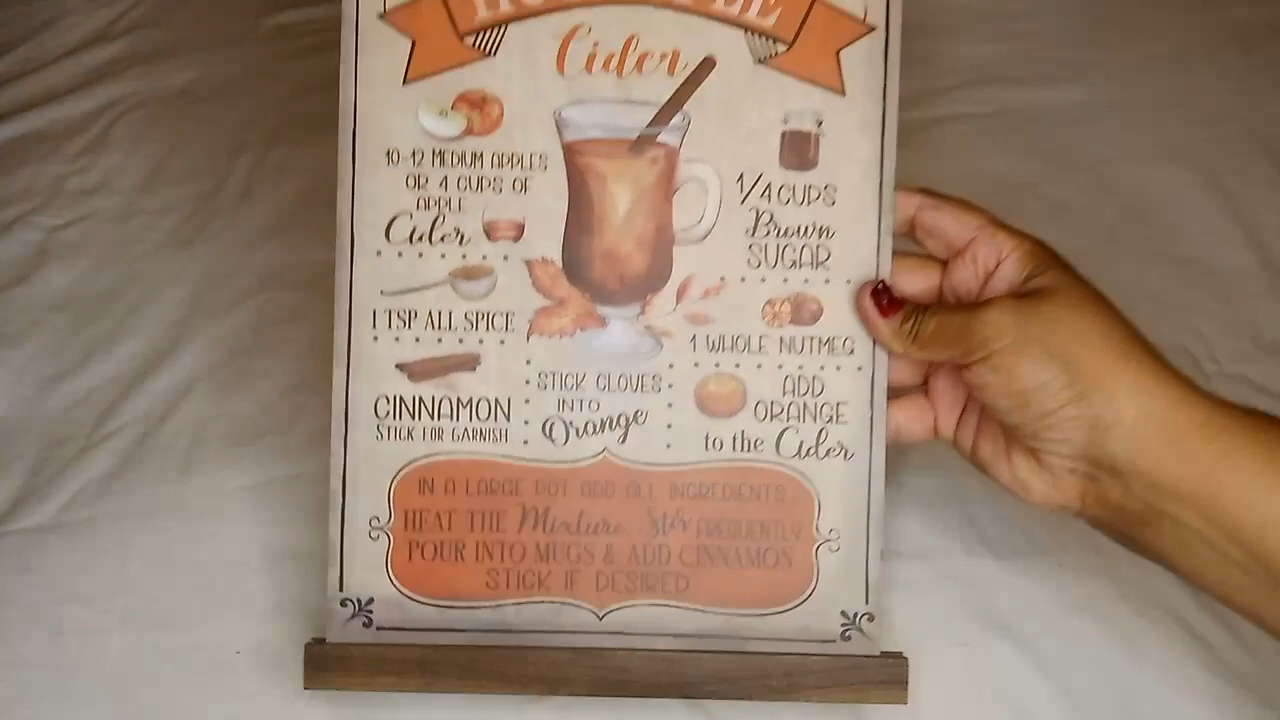 Cider
10-12 MEDIUM APPLES
OR 4 CUPS OF
APPLE
Cider
1/4 CUPS
Brown
SUGAR
1 TSP ALL SPICE
1 WHOLE NUTMEG
CINNAMON
STICK FOR GARNISH
STICK CLOVES
INTO
Orange
ADD
ORANGE
to the Cider
IN A LARGE POT ADD ALL INGREDIENTS.
HEAT THE Mixture. Stir FREQUENTLY
POUR INTO MUGS & ADD CINNAMON
STICK IF DESIRED